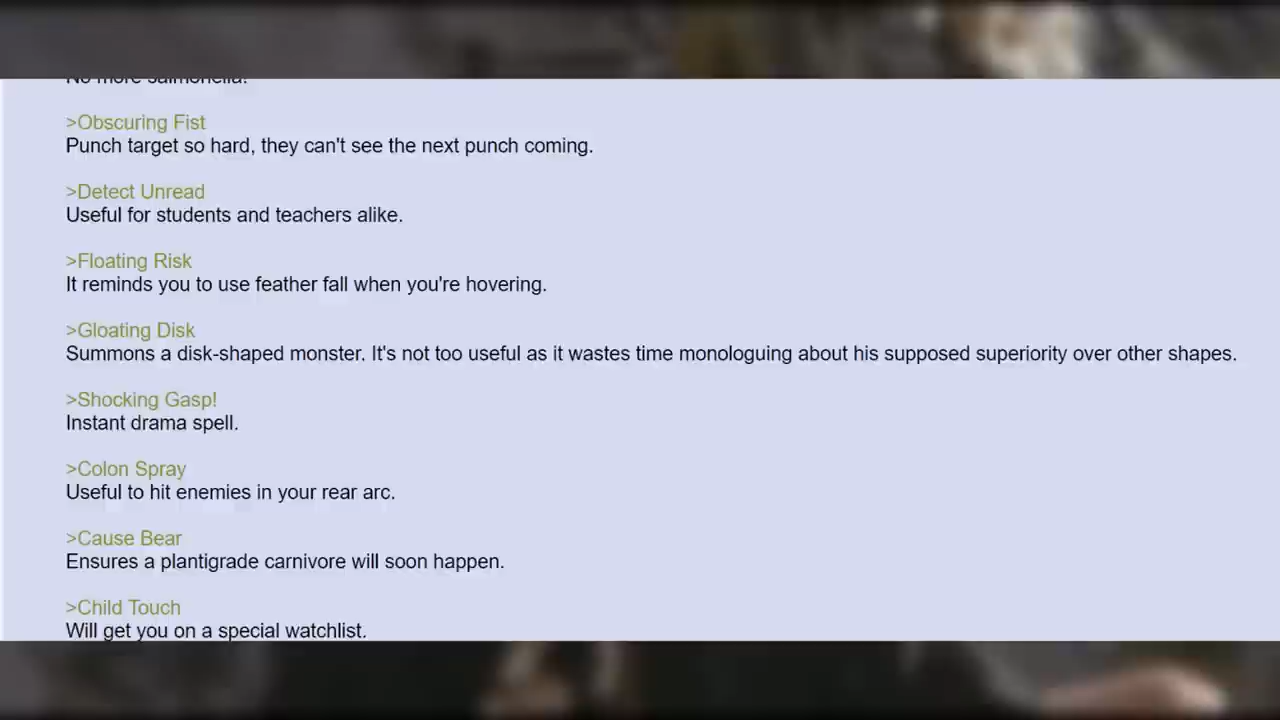 No more salmonella!
>Obscuring Fist
Punch target so hard, they can't see the next punch coming.
>Detect Unread
Useful for students and teachers alike.
>Floating Risk
It reminds you to use feather fall when you're hovering.
>Gloating Disk
Summons a disk-shaped monster. It's not too useful as it wastes time monologuing about his supposed superiority over other shapes.
>Shocking Gasp!
Instant drama spell.
>Colon Spray
Useful to hit enemies in your rear arc.
>Cause Bear
Ensures a plantigrade carnivore will soon happen.
>Child Touch
Will get you on a special watchlist.